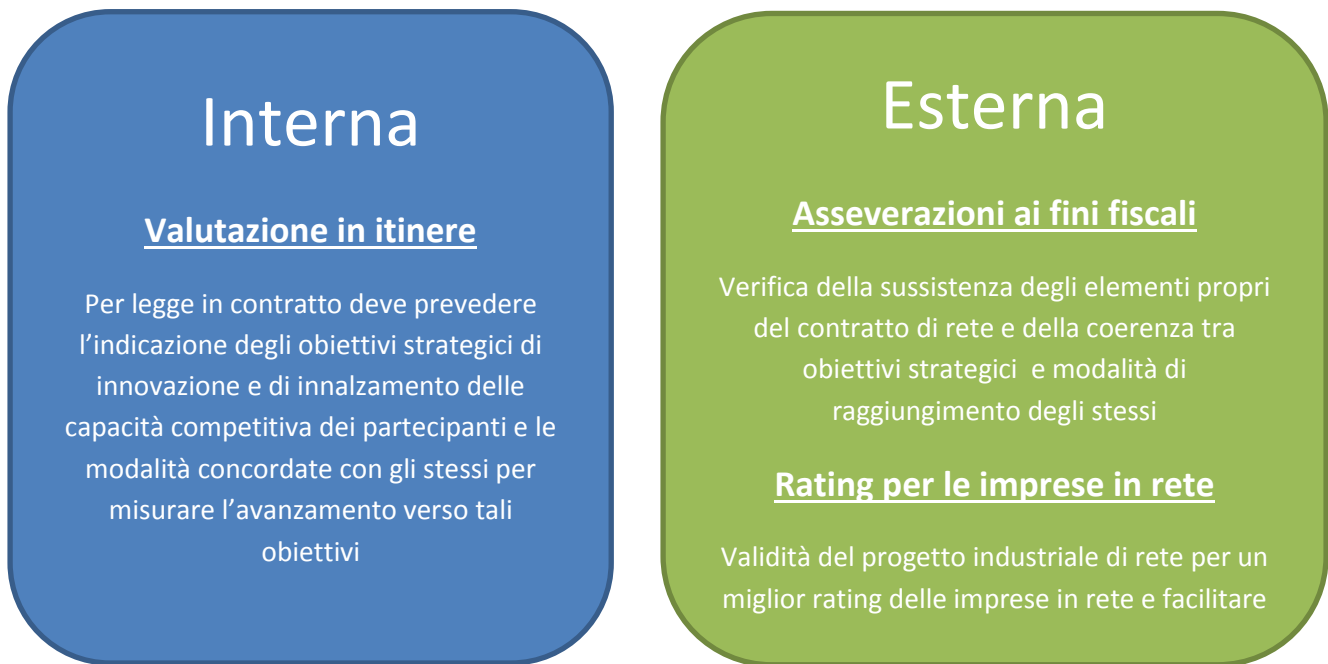 Interna
Valutazione in itinere
Per legge in contratto deve prevedere
l’indicazione degli obiettivi strategici di
innovazione e di innalzamento delle
capacità competitiva dei partecipanti e le
modalità concordate con gli stessi per
misurare l’avanzamento verso tali
obiettivi
Esterna
Asseverazioni ai fini fiscali
Verifica della sussistenza degli elementi propri
del contratto di rete e della coerenza tra
obiettivi strategici e modalità di
raggiungimento degli stessi
Rating per le imprese in rete
Validità del progetto industriale di rete per un
miglior rating delle imprese in rete e facilitare